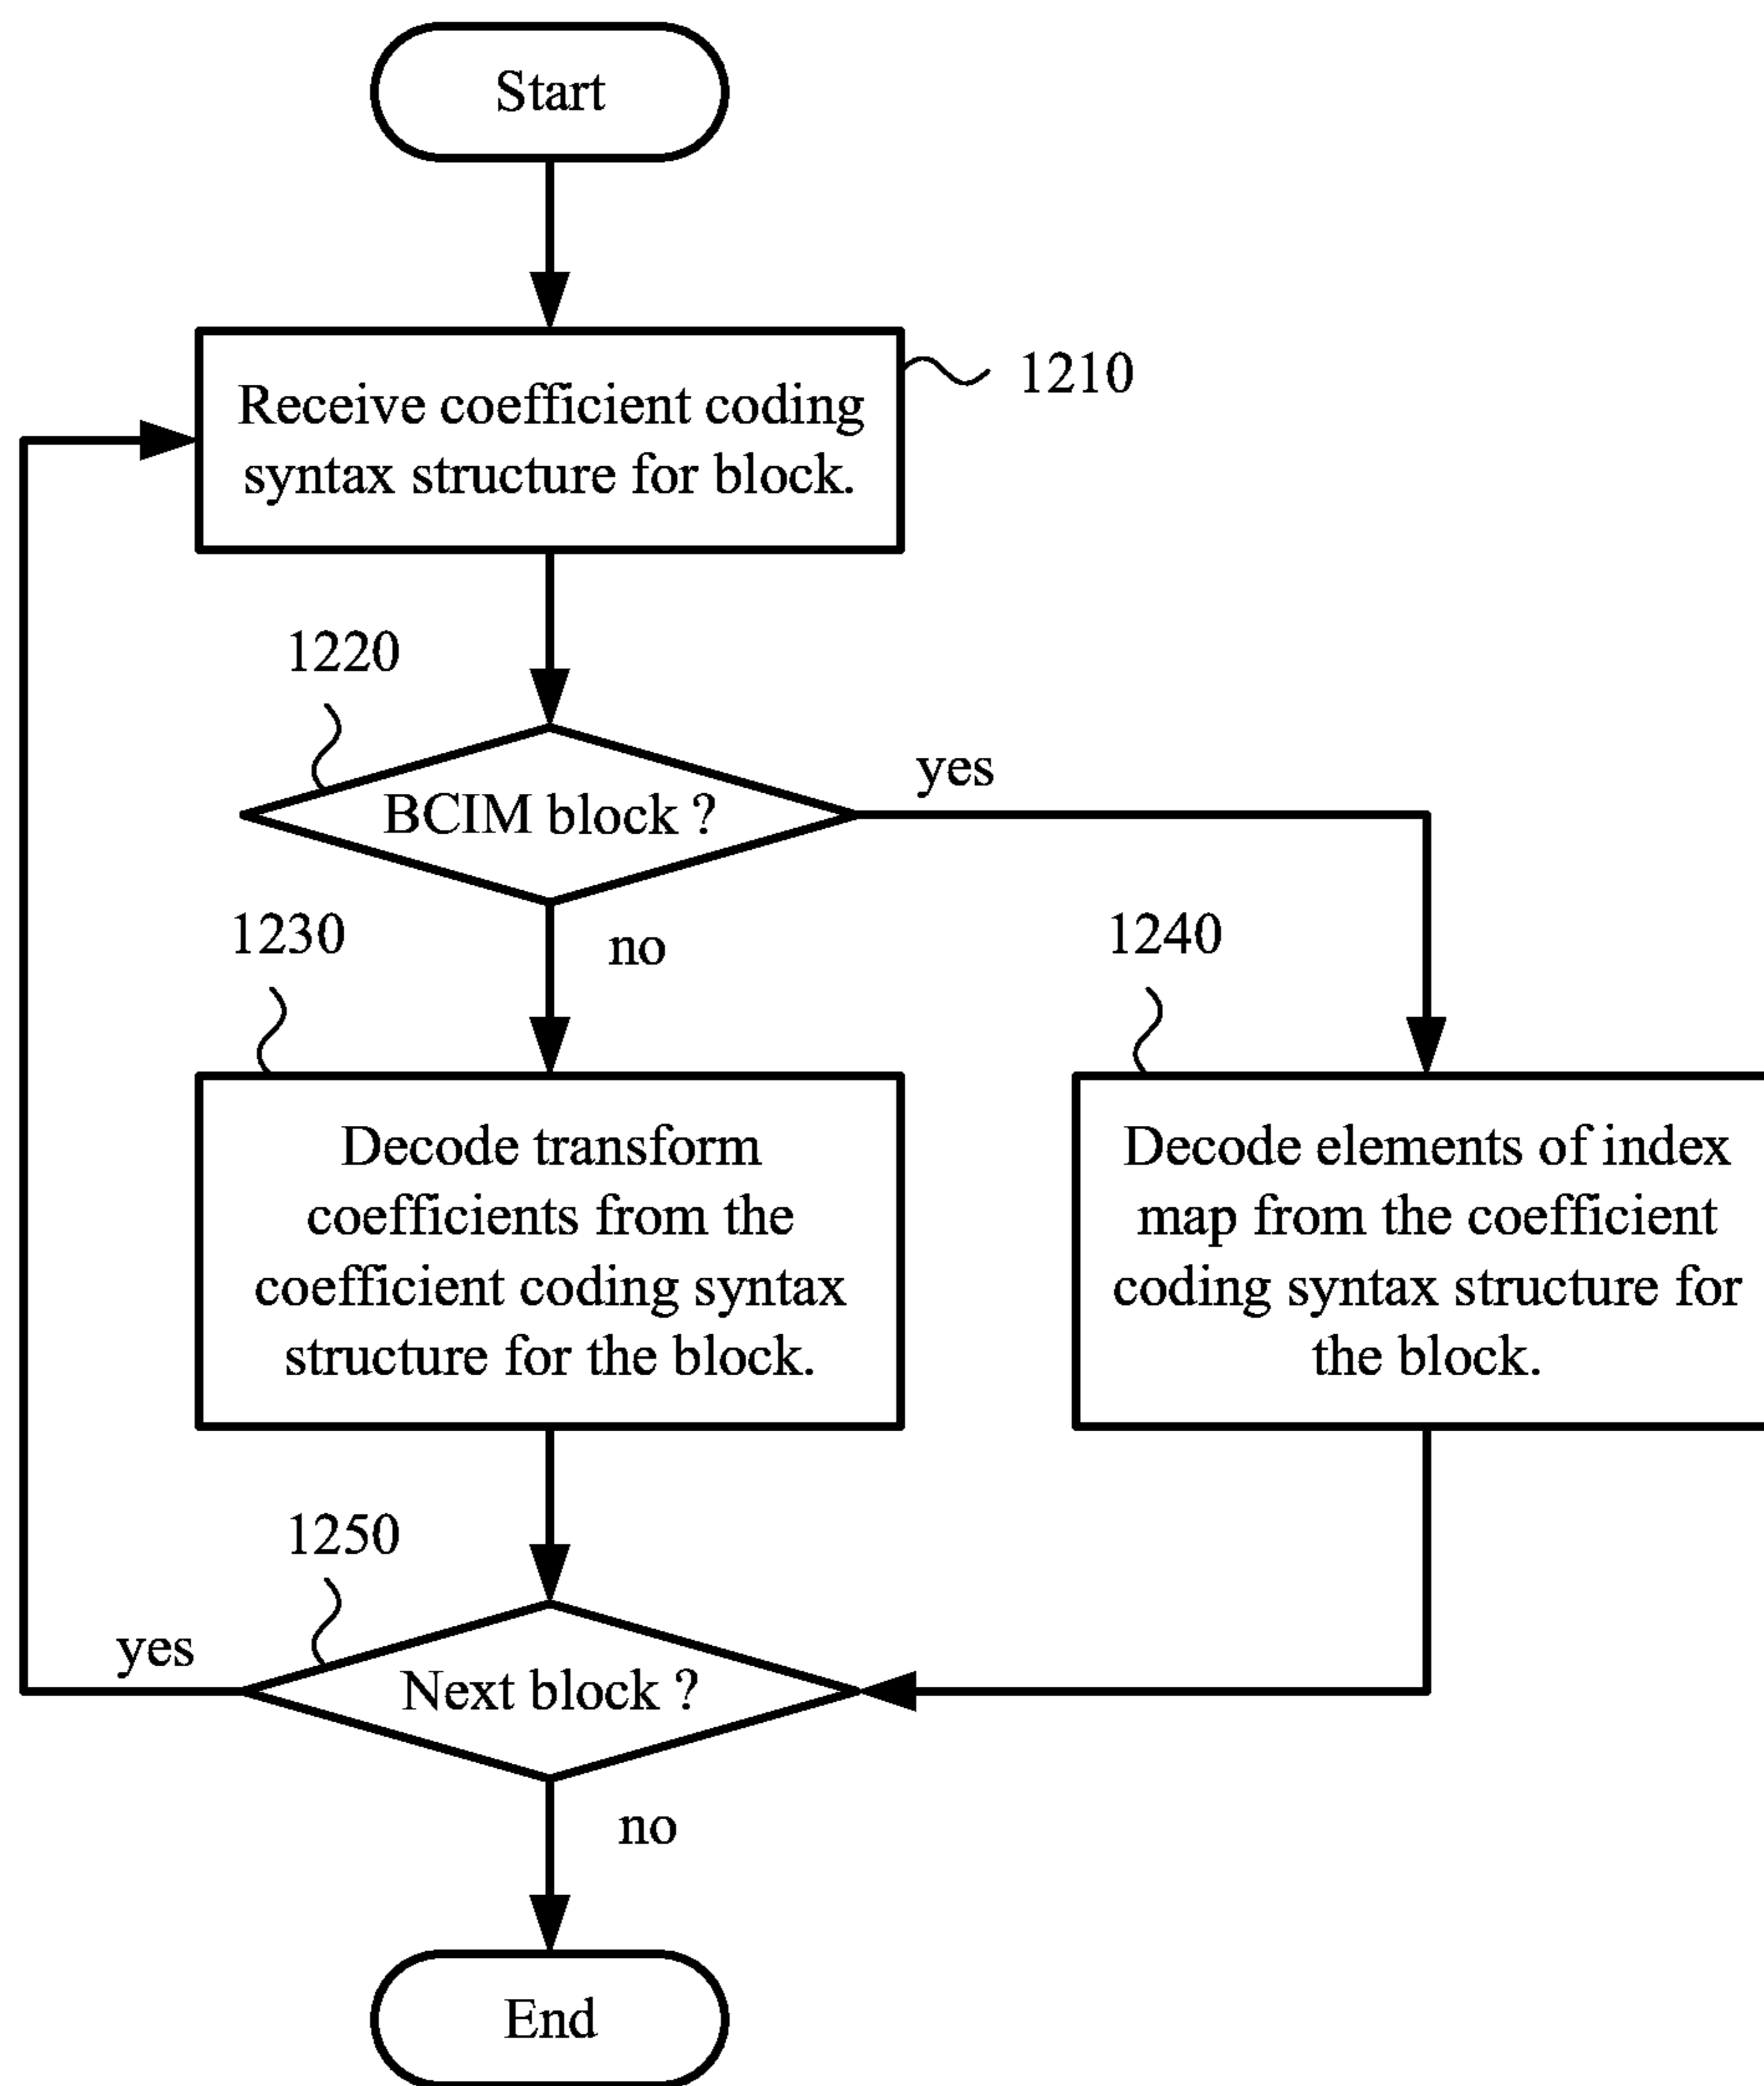 Start
Receive coefficient coding
syntax structure for block.
1210
1220
BCIM block ?
yes
no
1230
Decode transform
coefficients from the
coefficient coding syntax
structure for the block.
1240
Decode elements of index
map from the coefficient
coding syntax structure for
the block.
1250
Next block ?
yes
no
End